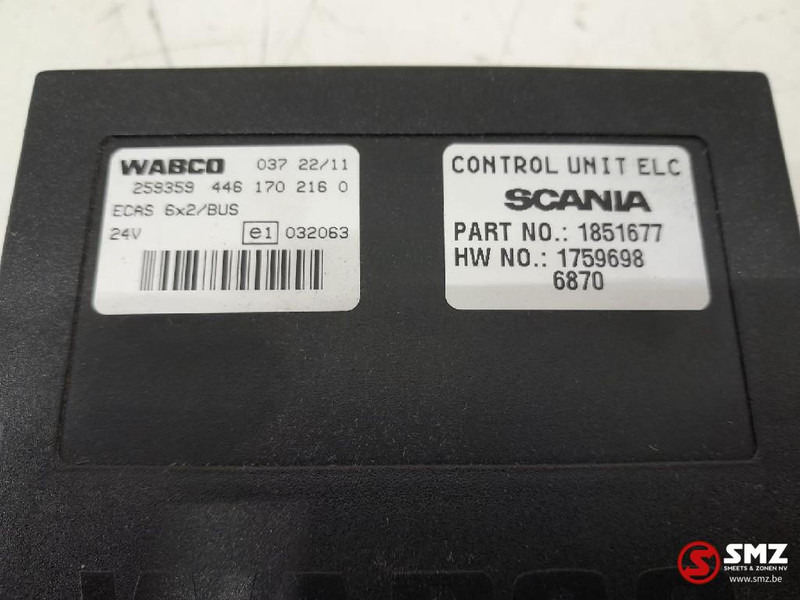 WABCO 037 22/11
259359 446 170 216 0
ECAS 6x2/BUS
24V e1 032063
CONTROL UNIT ELC
SCANIA
PART NO.: 1851677
HW NO.: 1759698
6870
SMZ
SMEETS & ZONEN NV
www.smz.be